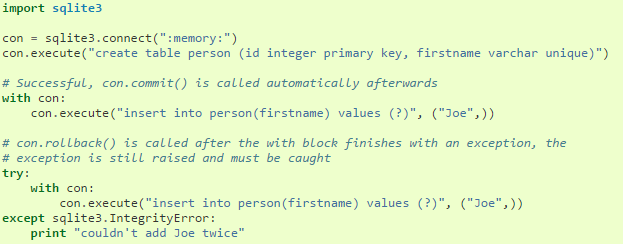 import sqlite3

con = sqlite3.connect(":memory:")
con.execute("create table person (id integer primary key, firstname varchar unique)")

# Successful, con.commit() is called automatically afterwards
with con:
    con.execute("insert into person(firstname) values (?)", ("Joe",))

# con.rollback() is called after the with block finishes with an exception, the
# exception is still raised and must be caught
try:
    with con:
        con.execute("insert into person(firstname) values (?)", ("Joe",))
except sqlite3.IntegrityError:
    print "couldn't add Joe twice"